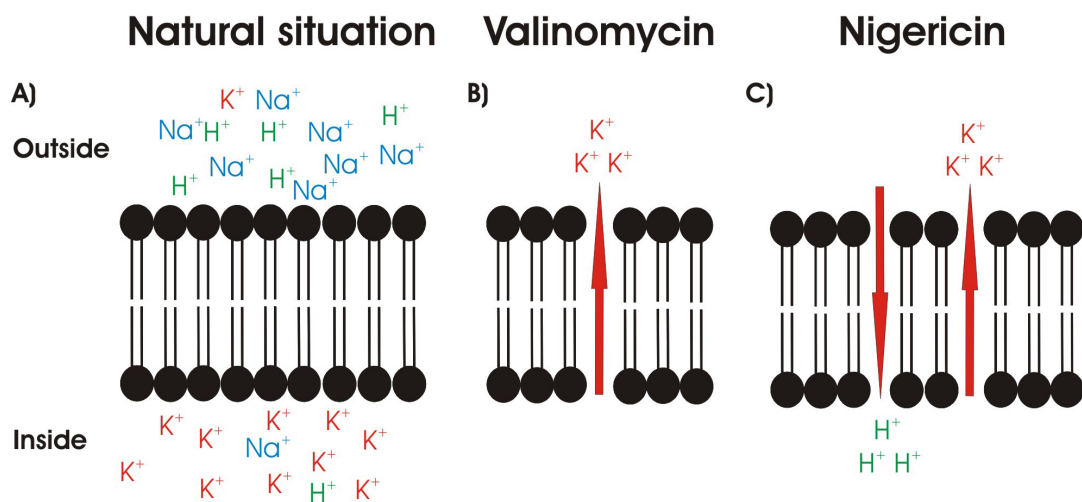 Natural situation
Valinomycin
Nigericin
A)
B)
C)
Outside
K⁺ Na⁺ H⁺
Na⁺ H⁺ H⁺ Na⁺
Na⁺ Na⁺ Na⁺
H⁺ H⁺ Na⁺
K⁺
K⁺ K⁺
K⁺
K⁺ K⁺
Inside
K⁺ K⁺ K⁺ K⁺ K⁺
Na⁺
K⁺ K⁺
K⁺ K⁺ H⁺ K⁺
H⁺
H⁺ H⁺